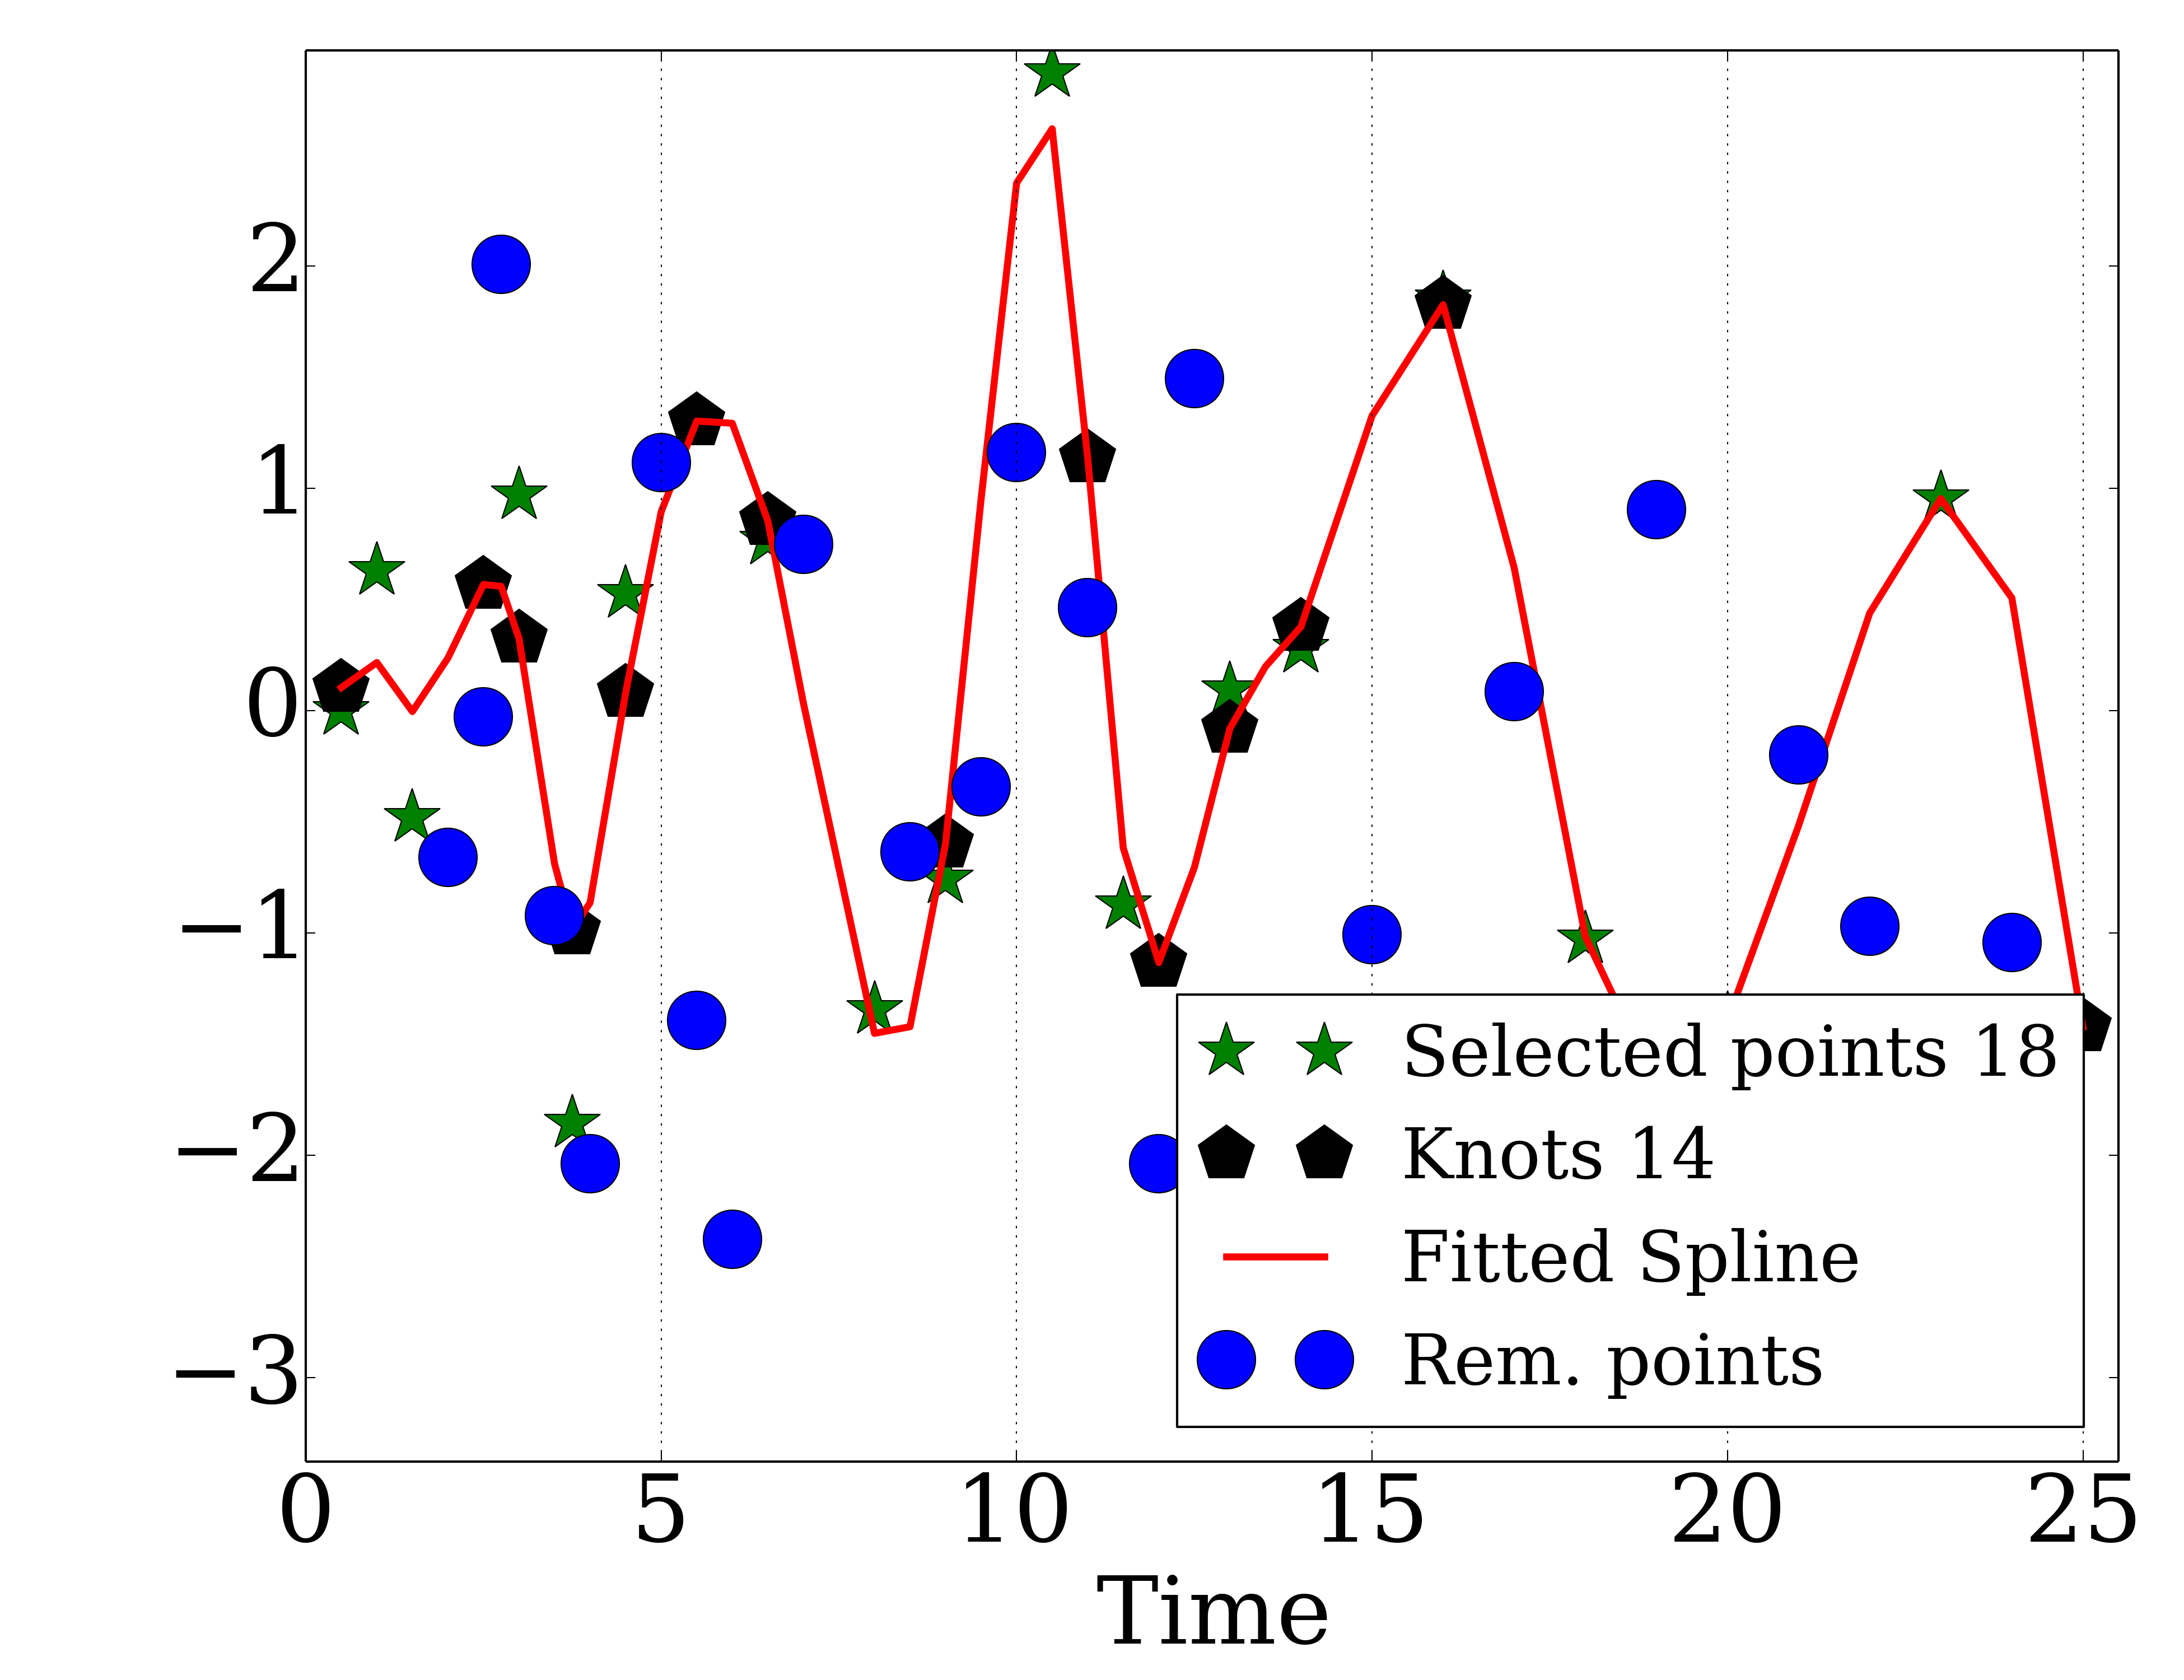 2
1
0
−1
−2
−3
Selected points 18
Knots 14
Fitted Spline
Rem. points
0 5 10 15 20 25
Time